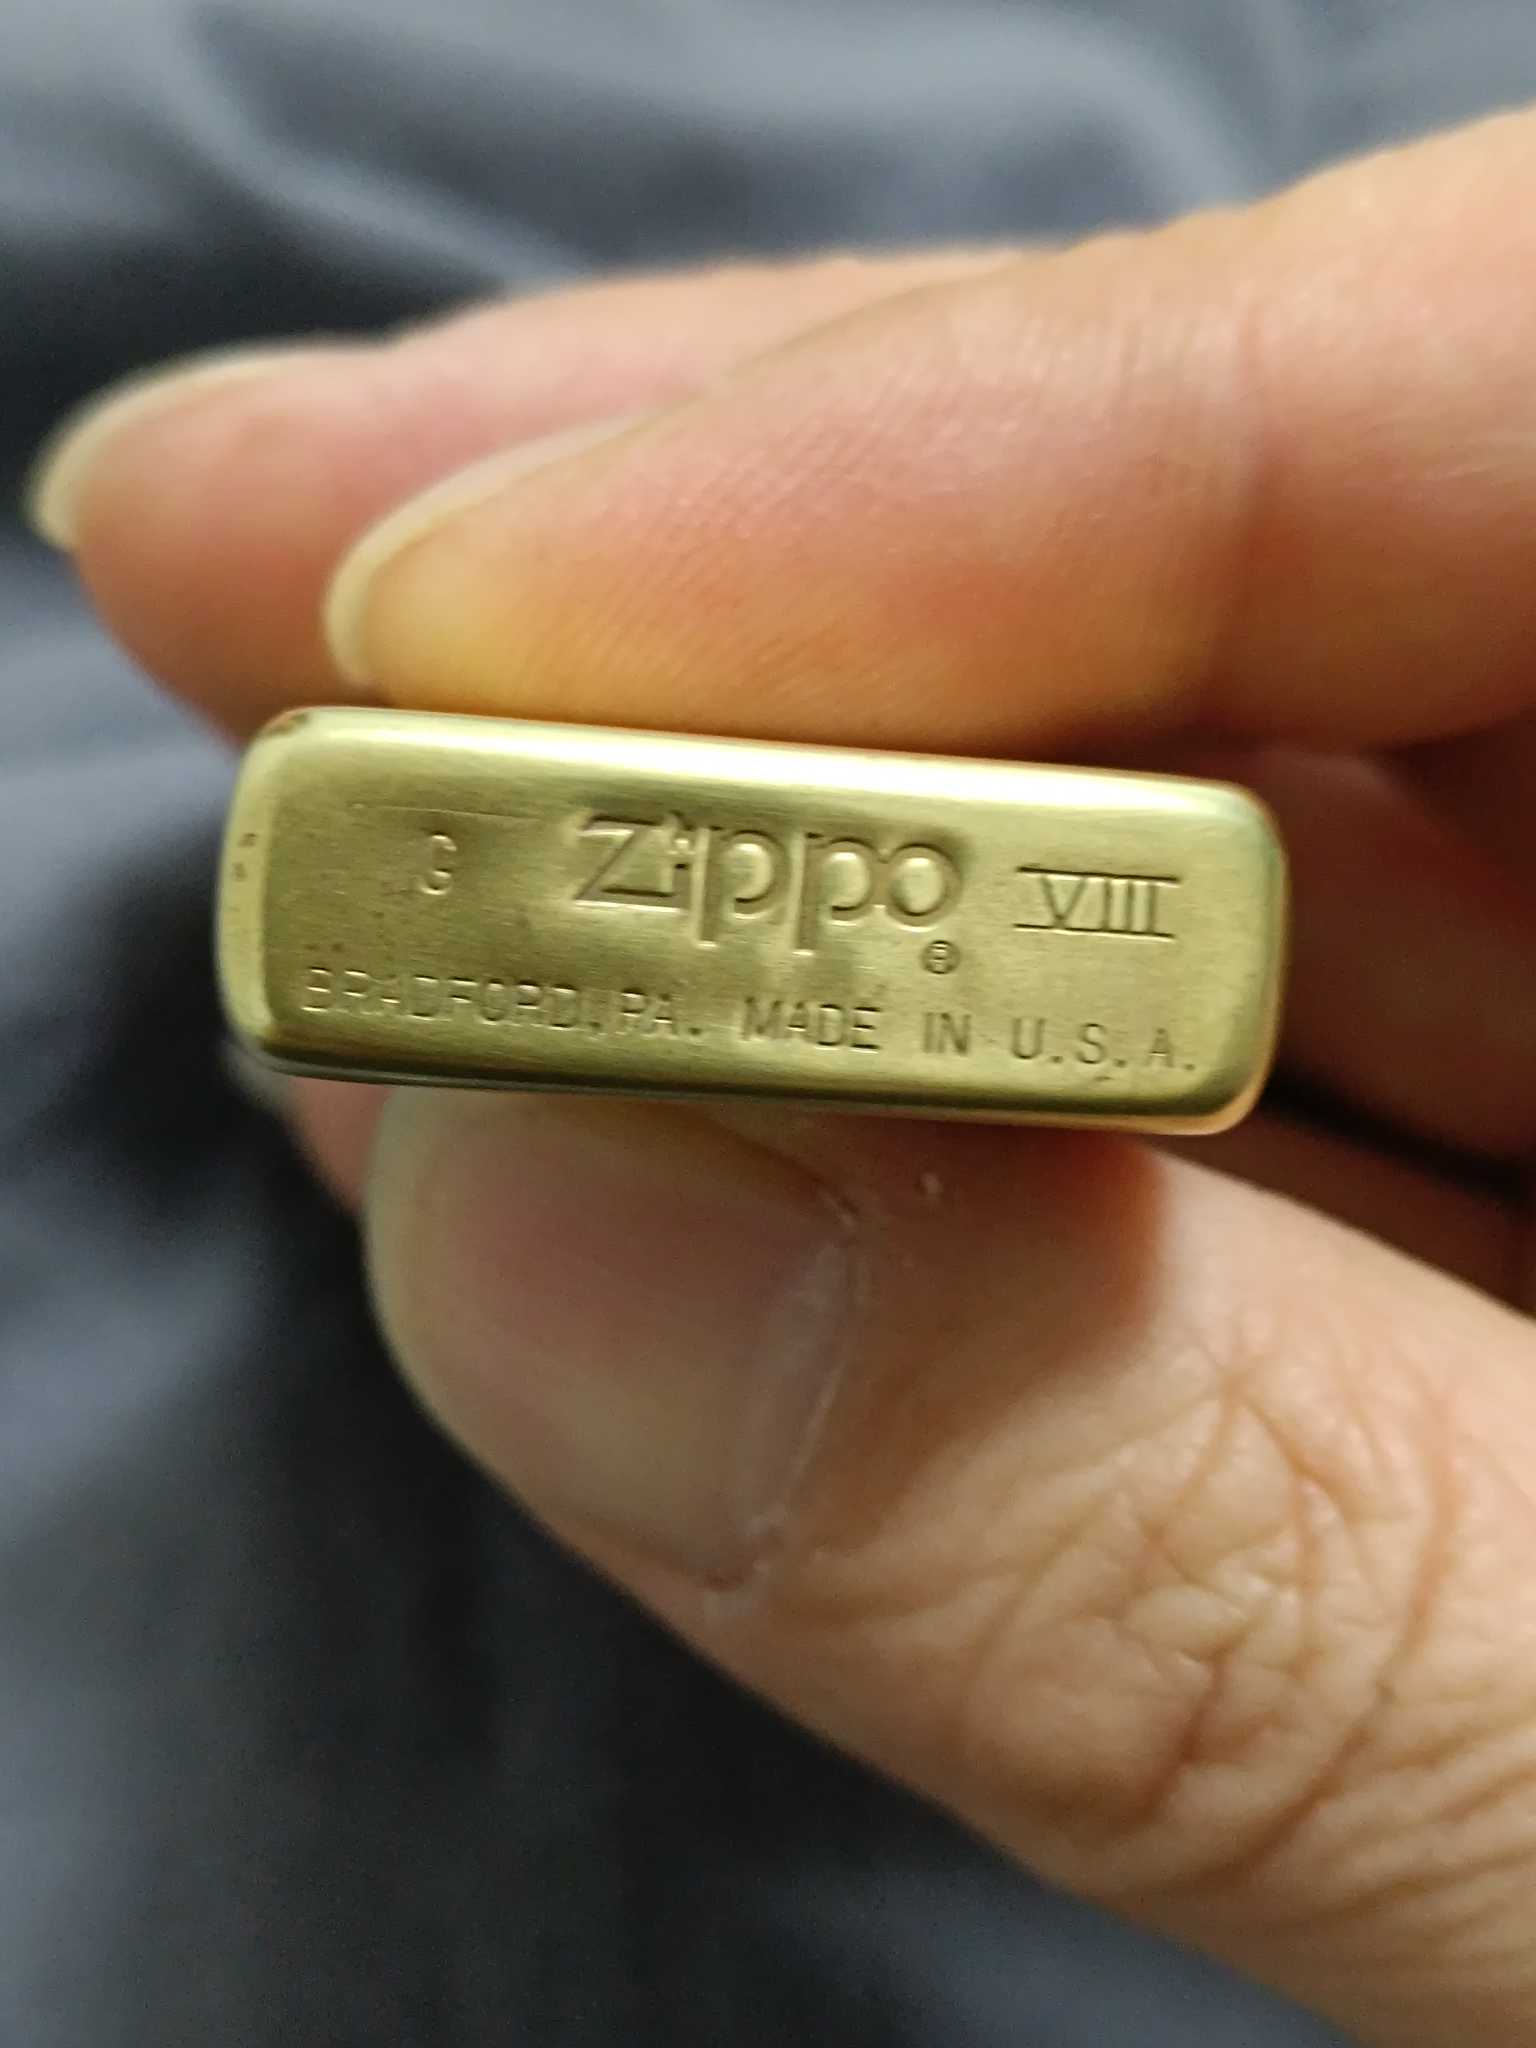 G Zippo ® VIII
BRADFORD, PA. MADE IN U.S.A.